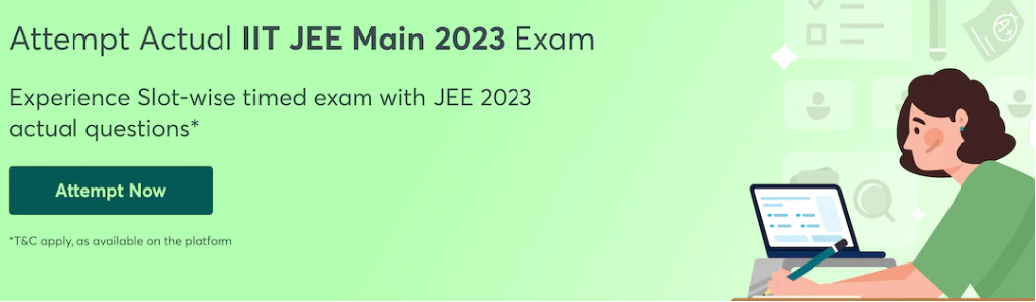 Attempt Actual IIT JEE Main 2023 Exam
Experience Slot-wise timed exam with JEE 2023
actual questions*
Attempt Now
*T&C apply, as available on the platform